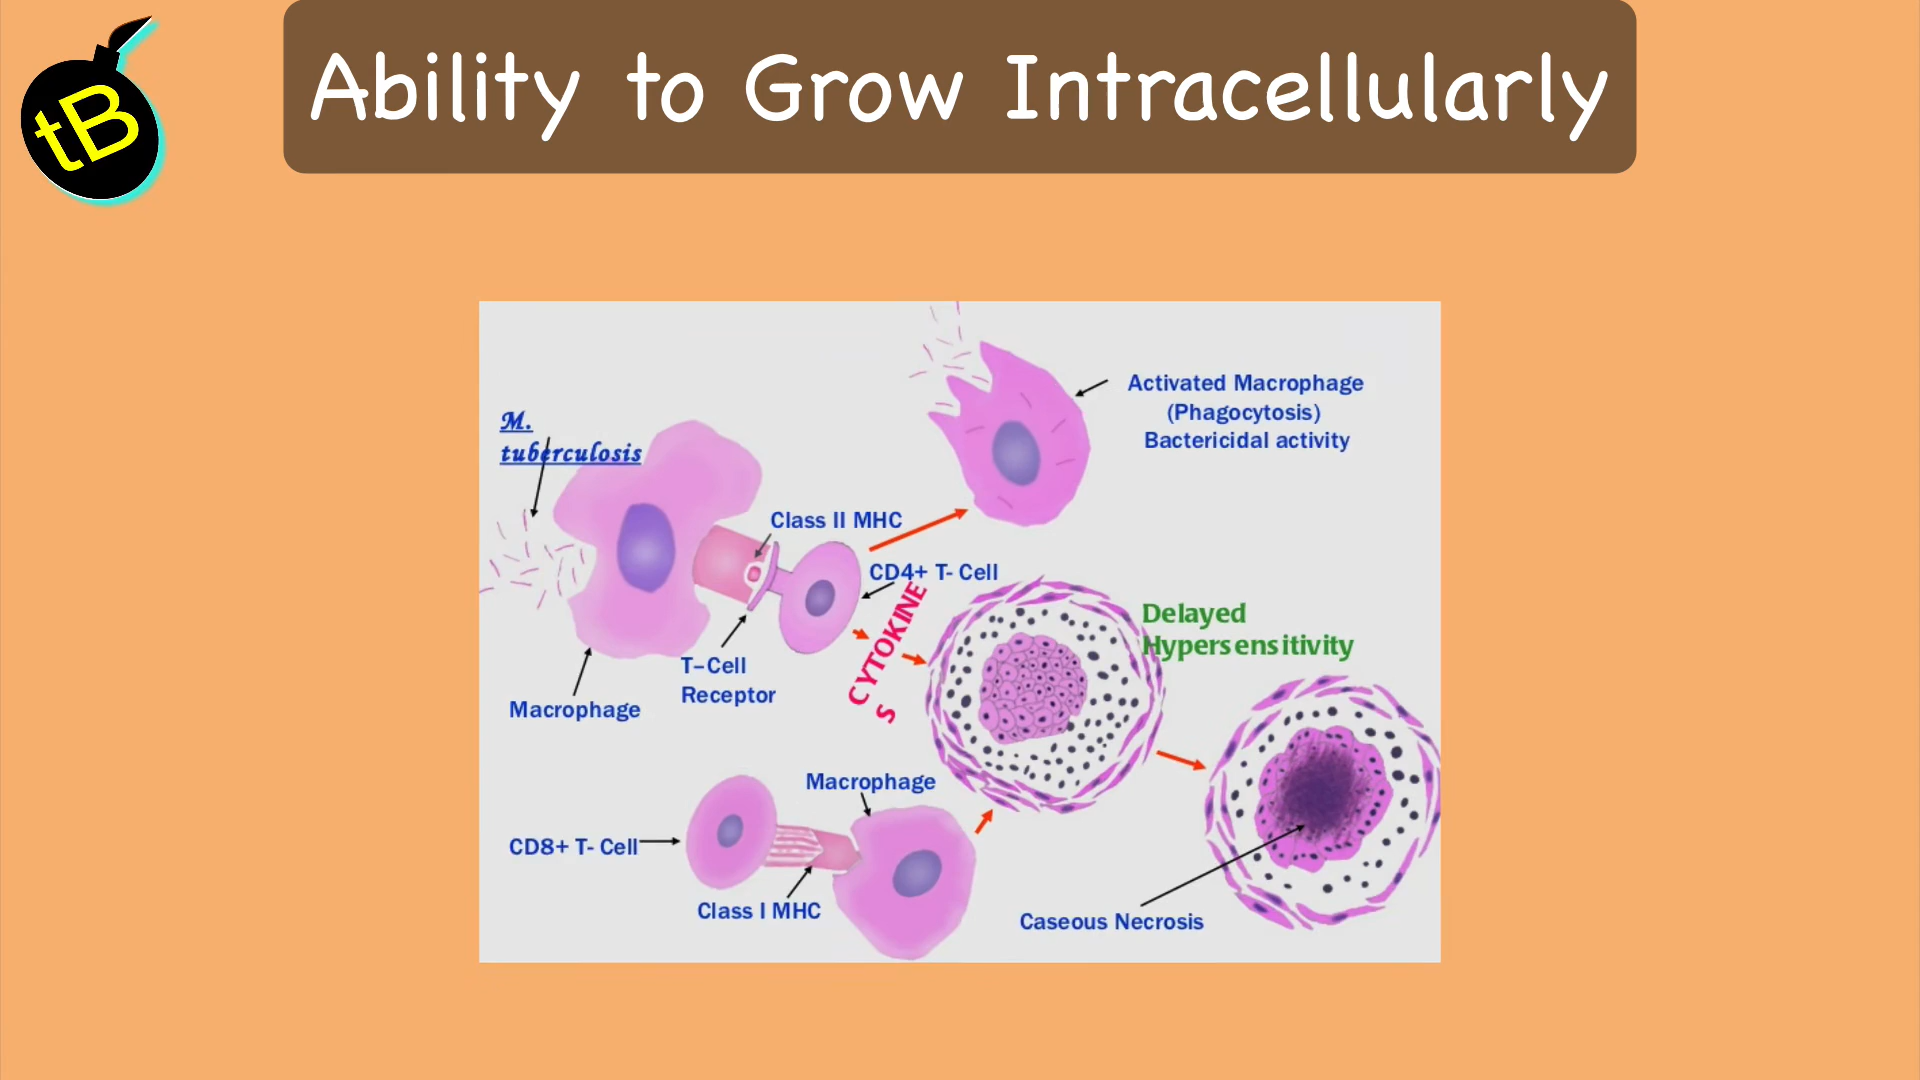 tB
Ability to Grow Intracellularly
Activated Macrophage
(Phagocytosis)
Bactericidal activity
M.
tuberculosis
Class II MHC
CD4+ T- Cell
CYTOKINE
S
Delayed
Hypersensitivity
T-Cell
Receptor
Macrophage
Macrophage
CD8+ T- Cell
Class I MHC
Caseous Necrosis